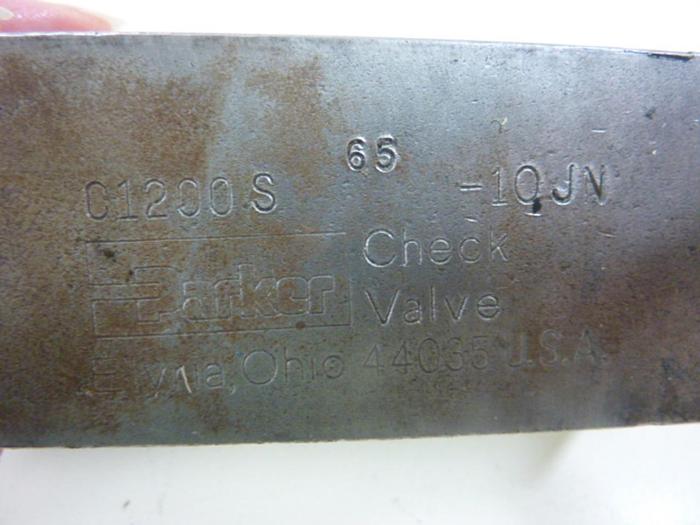 65
C1200S -10JN
Parker Check
Valve
Elyria, Ohio 44035 U.S.A.